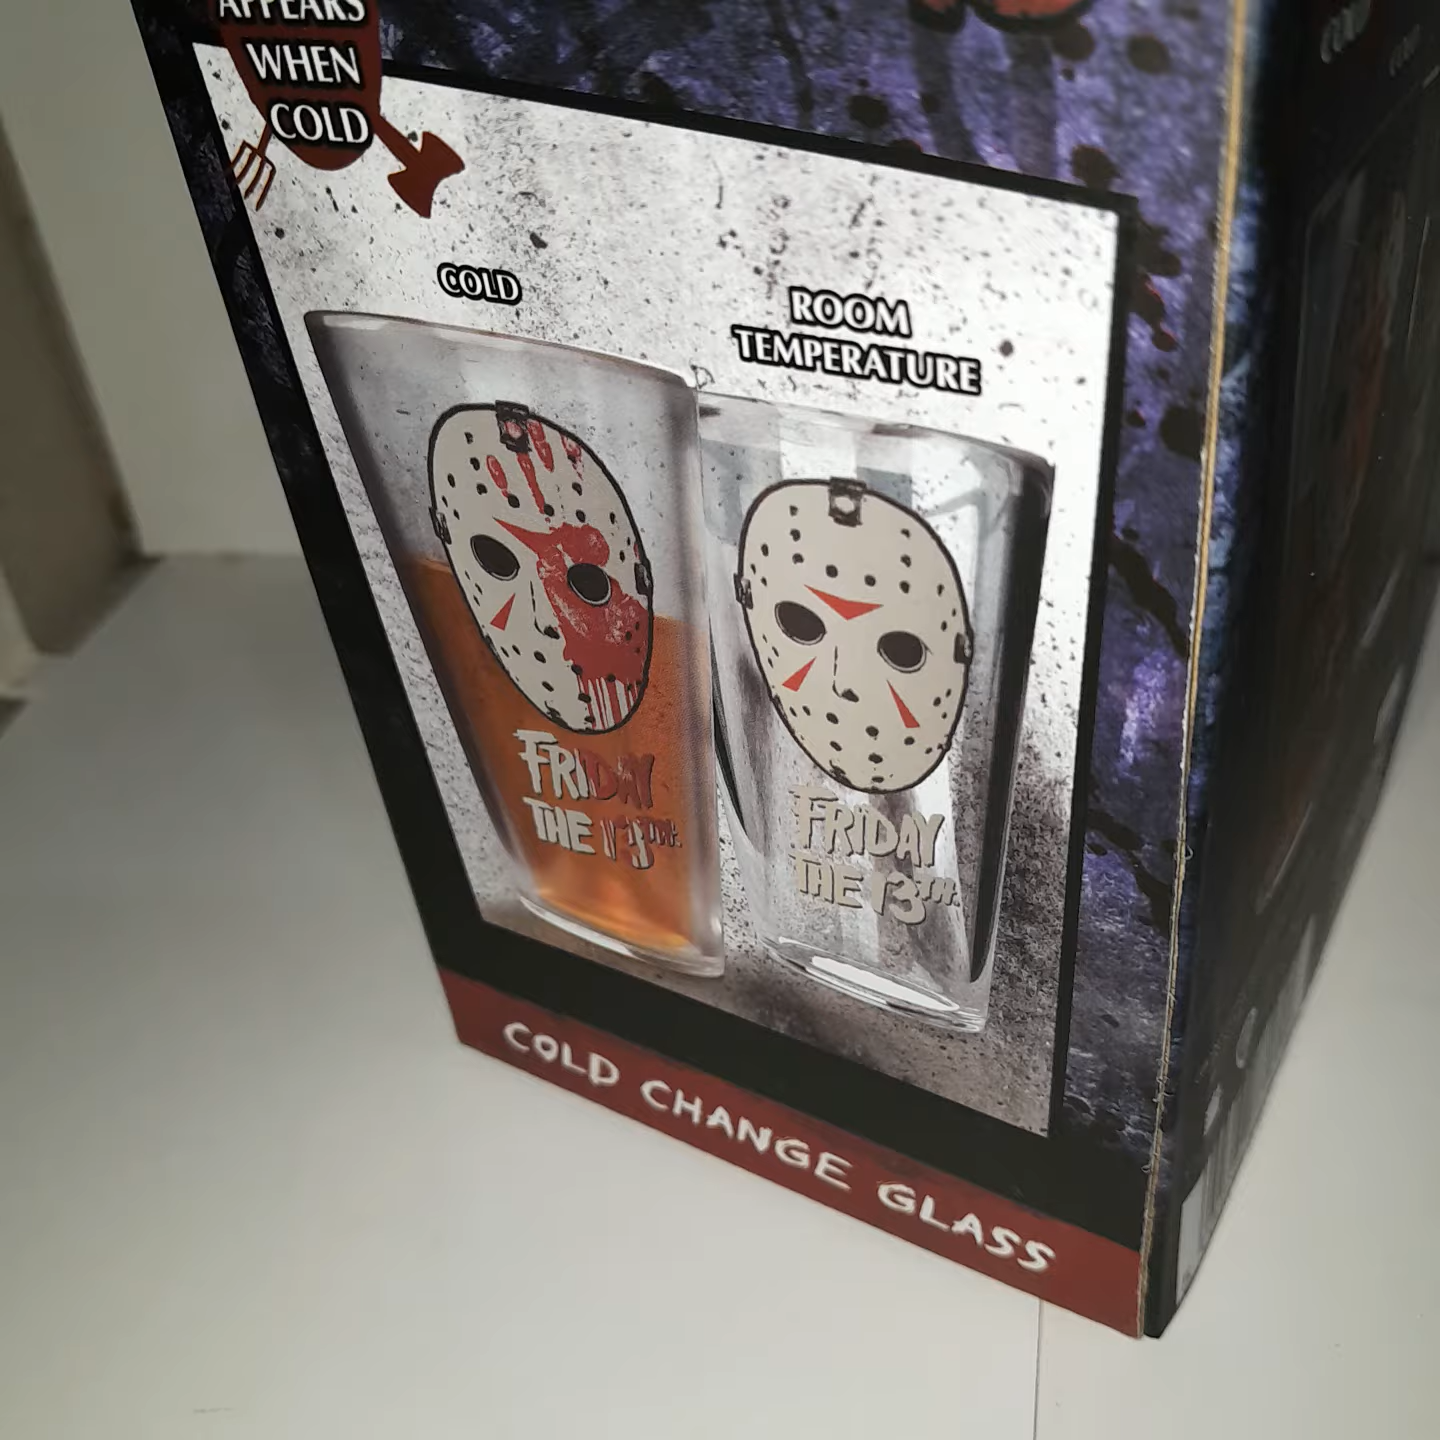 APPEARS
WHEN
COLD
COLD
ROOM
TEMPERATURE
FRIDAY
THE 13TH.
FRIDAY
THE 13TH.
COLD CHANGE GLASS